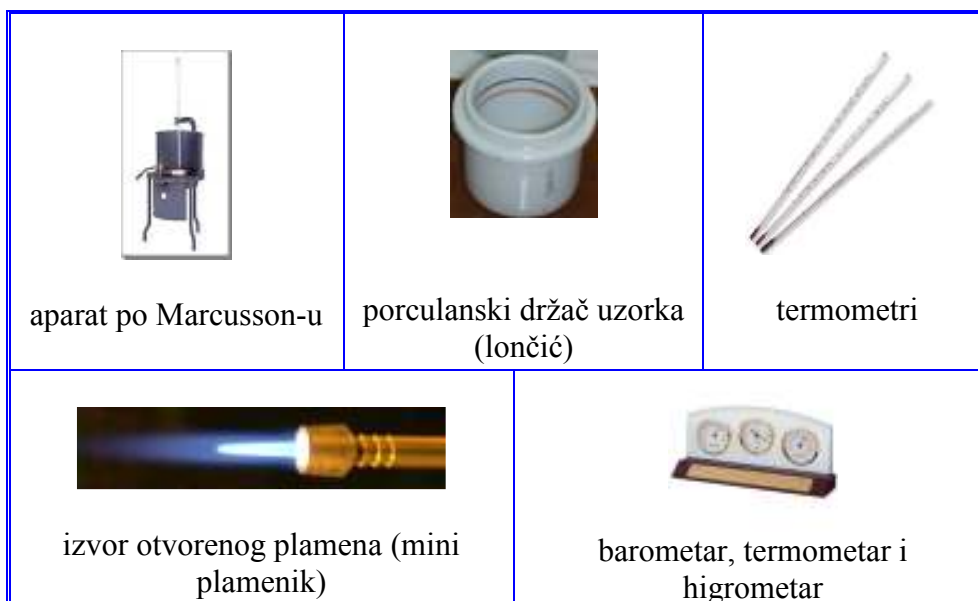 aparat po Marcusson-u
porculanski držač uzorka
(lončić)
termometri
izvor otvorenog plamena (mini
plamenik)
barometar, termometar i
higrometar